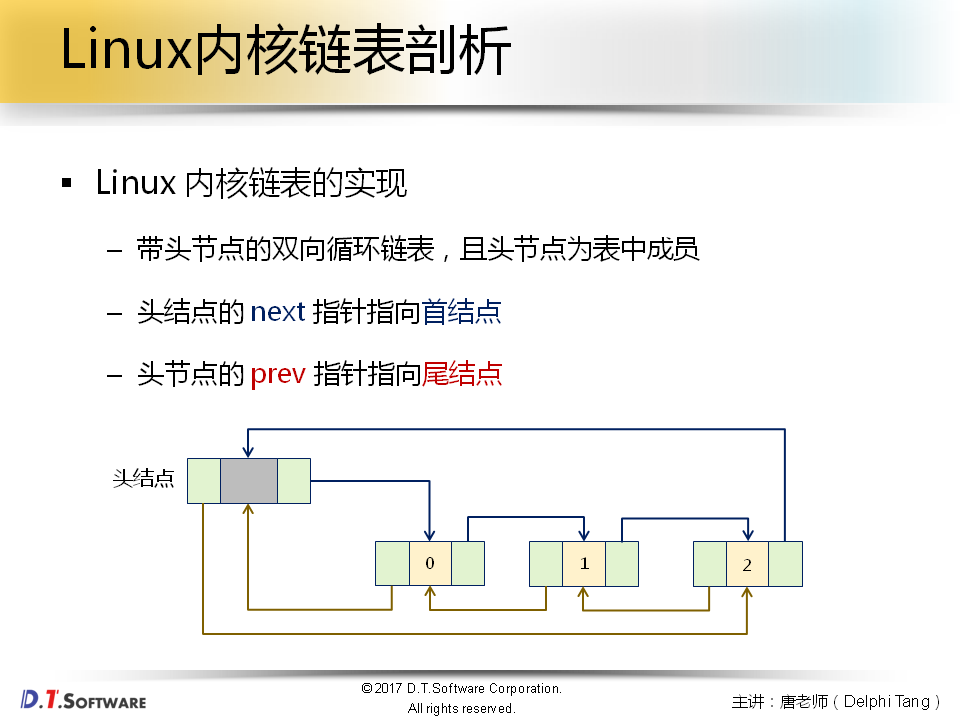 Linux内核链表剖析
▪ Linux 内核链表的实现
– 带头节点的双向循环链表，且头节点为表中成员
– 头结点的 next 指针指向首结点
– 头节点的 prev 指针指向尾结点
头结点
0
1
2
D.T.SOFTWARE
©2017 D.T.Software Corporation.
All rights reserved.
主讲：唐老师（Delphi Tang）